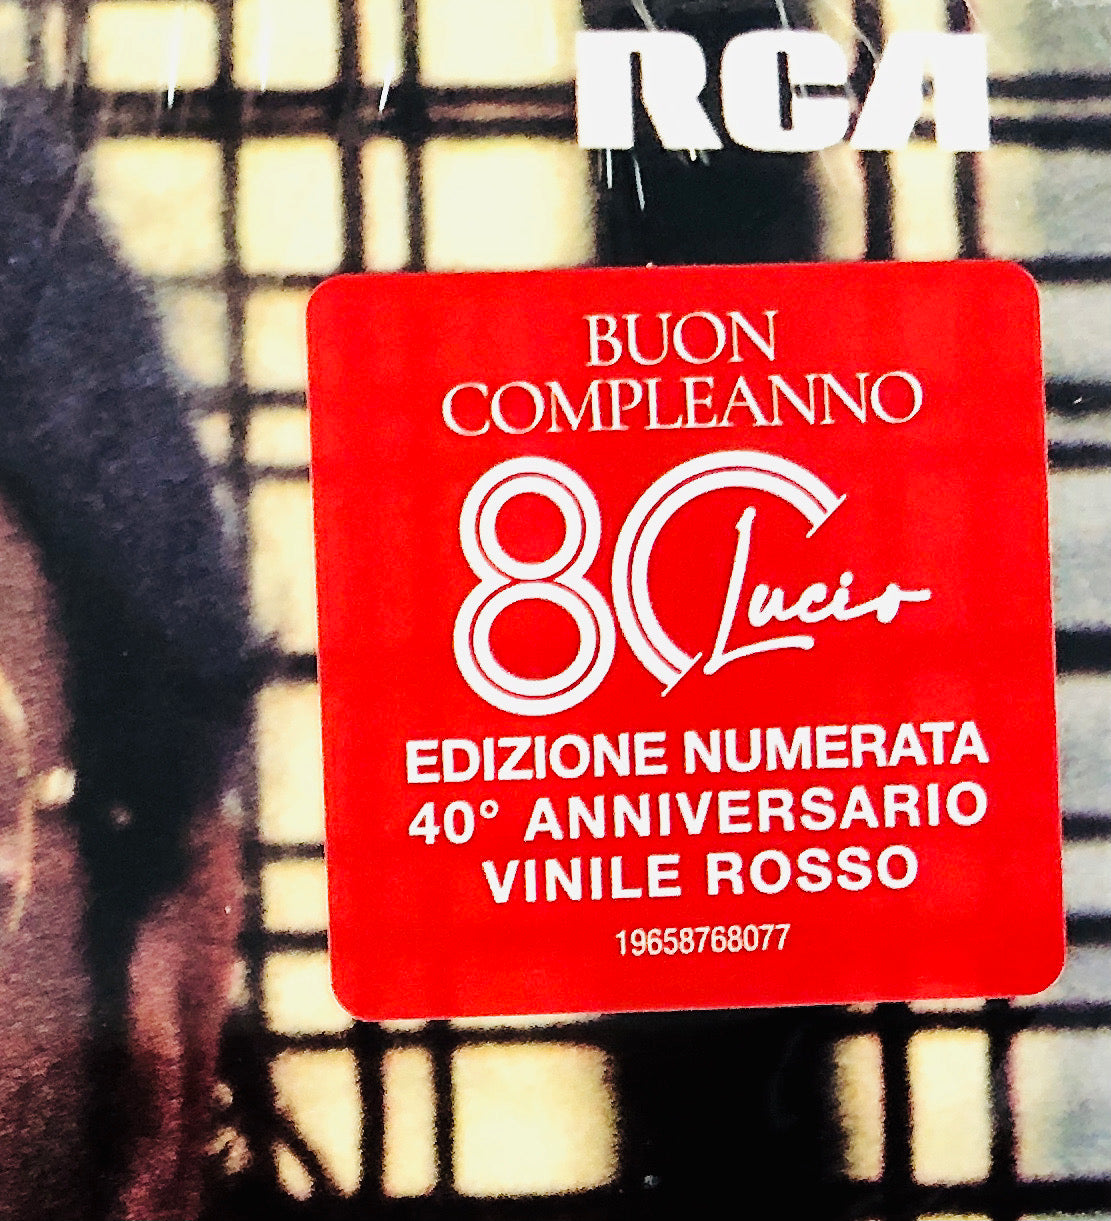 RCA
BUON
COMPLEANNO
80 Lucio
EDIZIONE NUMERATA
40° ANNIVERSARIO
VINILE ROSSO
19658768077